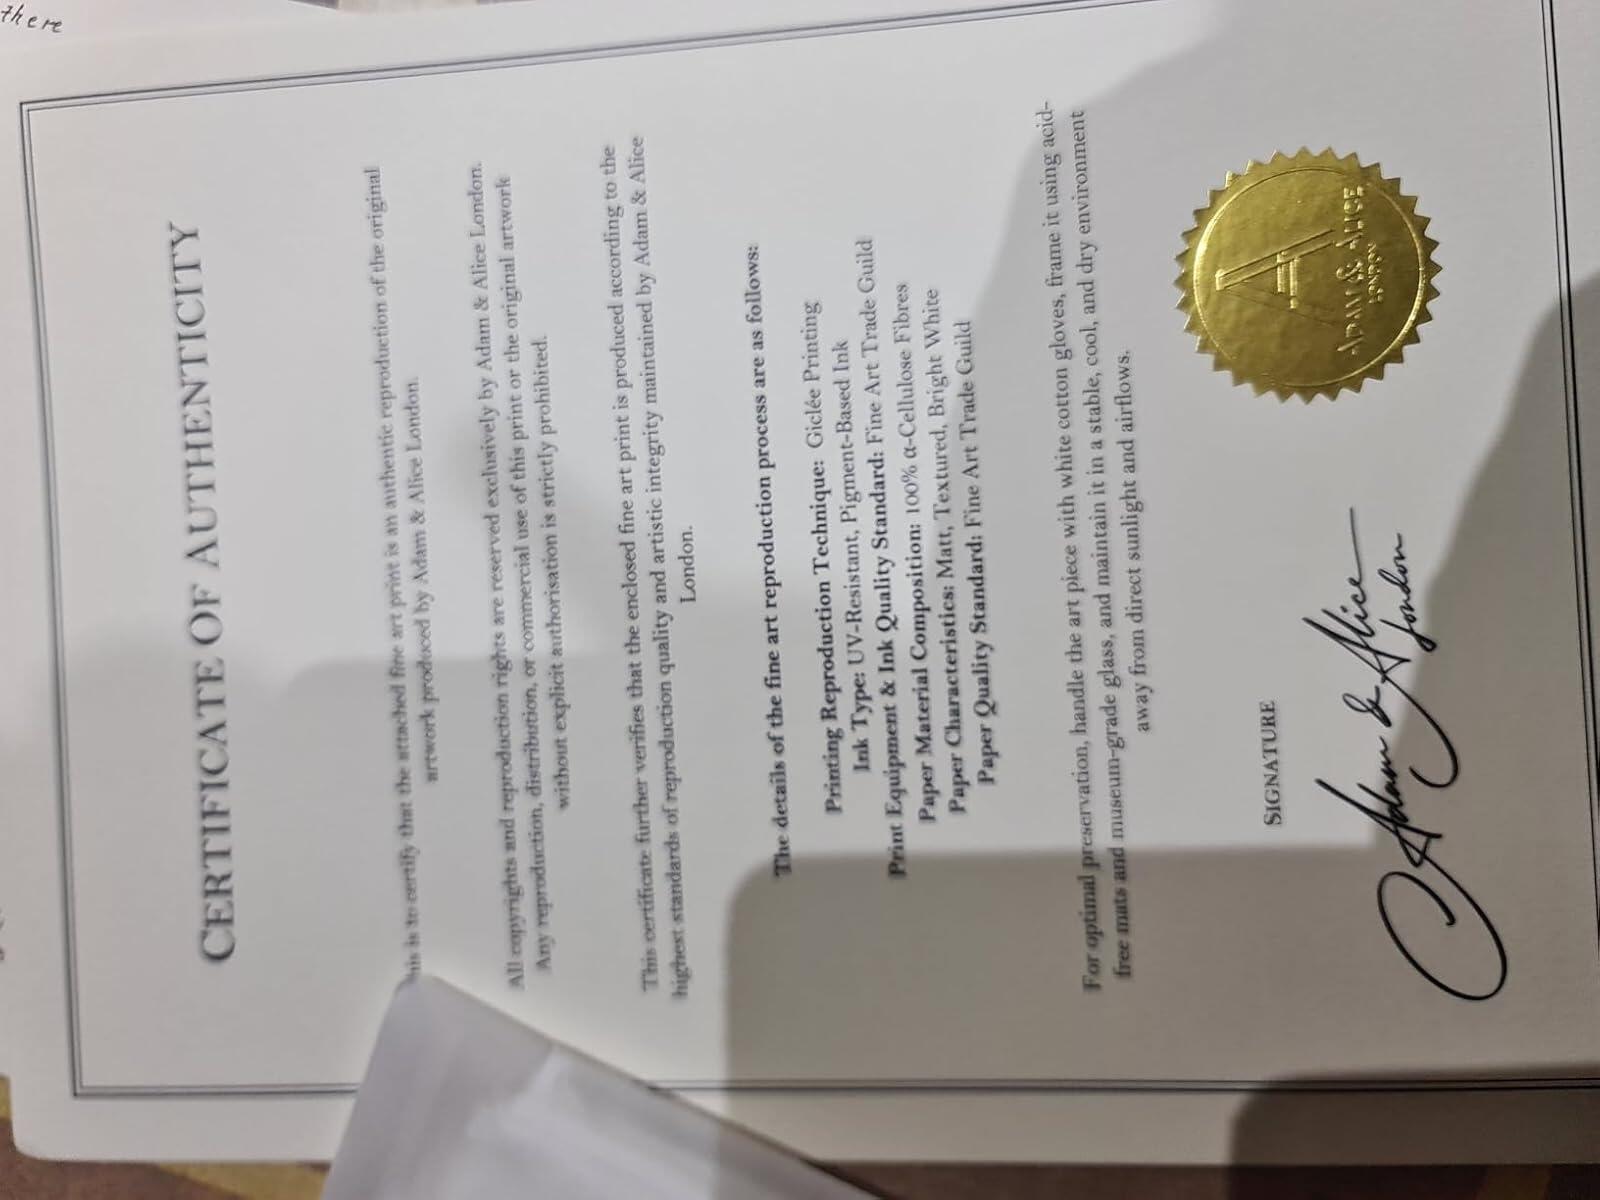 there
CERTIFICATE OF AUTHENTICITY
his is to certify that the attached fine art print is an authentic reproduction of the original
artwork produced by Adam & Alice London.
All copyrights and reproduction rights are reserved exclusively by Adam & Alice London.
Any reproduction, distribution, or commercial use of this print or the original artwork
without explicit authorisation is strictly prohibited.
This certificate further verifies that the enclosed fine art print is produced according to the
highest standards of reproduction quality and artistic integrity maintained by Adam & Alice
London.
The details of the fine art reproduction process are as follows:
Printing Reproduction Technique: Giclée Printing
Ink Type: UV-Resistant, Pigment-Based Ink
Print Equipment & Ink Quality Standard: Fine Art Trade Guild
Paper Material Composition: 100% α-Cellulose Fibres
Paper Characteristics: Matt, Textured, Bright White
Paper Quality Standard: Fine Art Trade Guild
For optimal preservation, handle the art piece with white cotton gloves, frame it using acid-
free mats and museum-grade glass, and maintain it in a stable, cool, and dry environment
away from direct sunlight and airflows.
SIGNATURE
Adam & Alice
London
A
ADAM & ALICE
LONDON